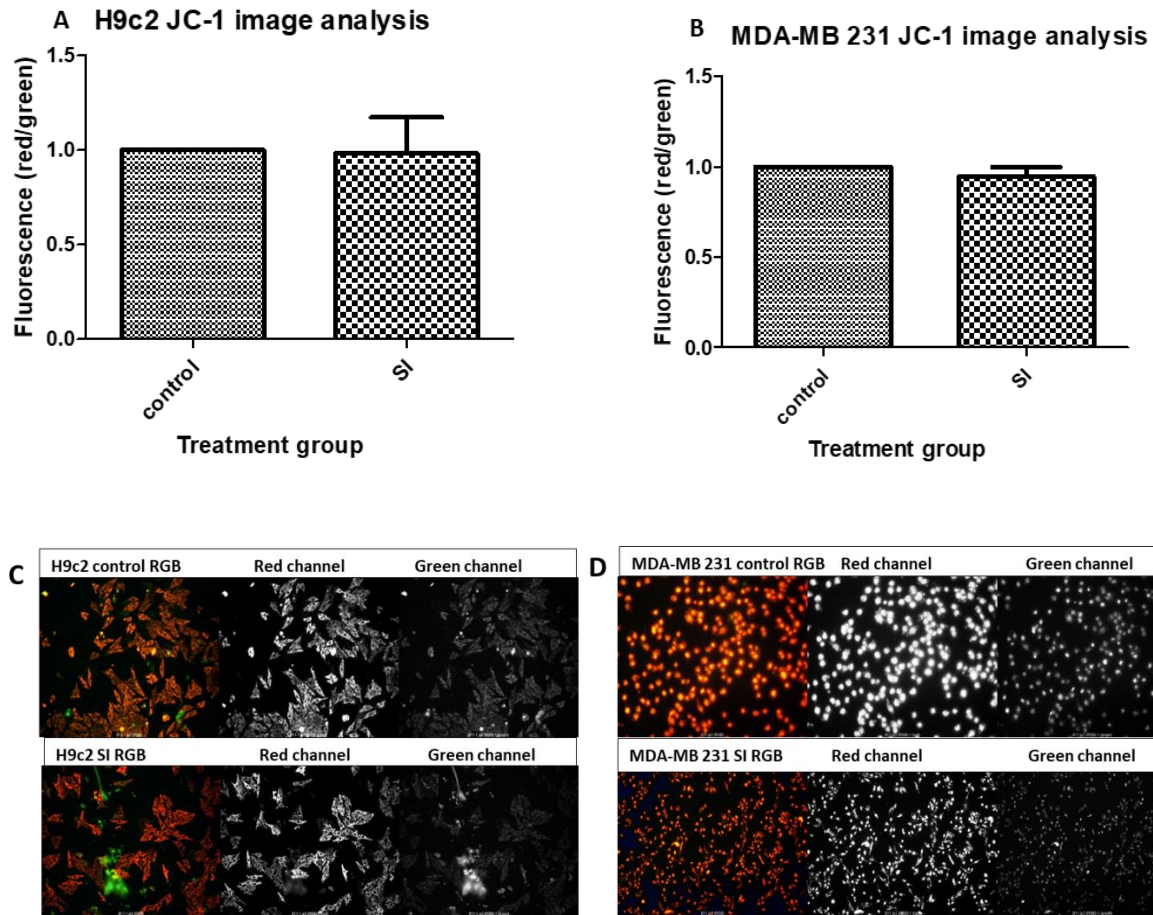 A H9c2 JC-1 image analysis
1.5
1.0
0.5
0.0
Fluorescence (red/green)
control
SI
Treatment group
B MDA-MB 231 JC-1 image analysis
1.5
1.0
0.5
0.0
Fluorescence (red/green)
control
SI
Treatment group
C
H9c2 control RGB Red channel Green channel
H9c2 SI RGB Red channel Green channel
D
MDA-MB 231 control RGB Red channel Green channel
MDA-MB 231 SI RGB Red channel Green channel